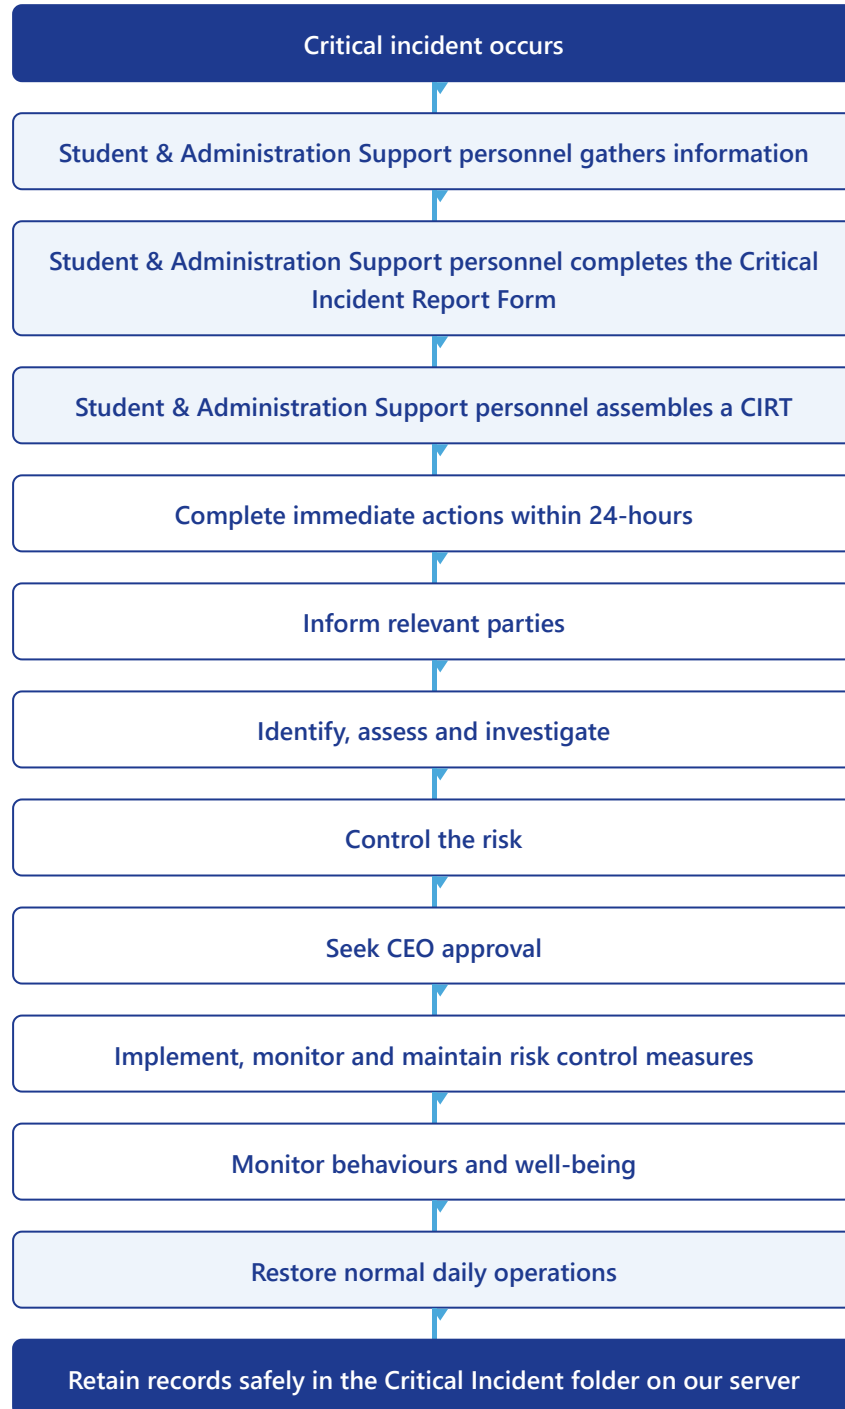 Critical incident occurs
Student & Administration Support personnel gathers information
Student & Administration Support personnel completes the Critical
Incident Report Form
Student & Administration Support personnel assembles a CIRT
Complete immediate actions within 24-hours
Inform relevant parties
Identify, assess and investigate
Control the risk
Seek CEO approval
Implement, monitor and maintain risk control measures
Monitor behaviours and well-being
Restore normal daily operations
Retain records safely in the Critical Incident folder on our server